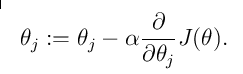 θ_j := θ_j − α ∂/∂θ_j J(θ).